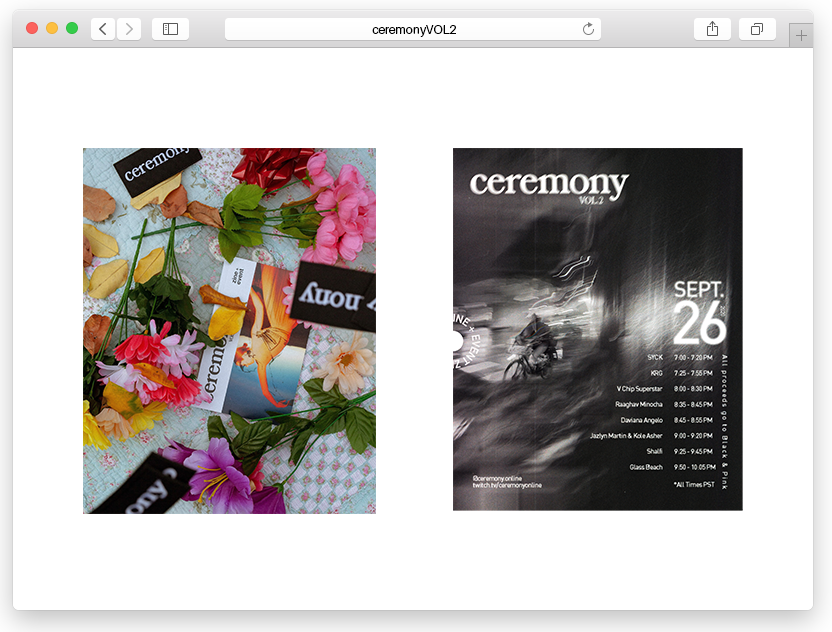 ceremonyVOL2
ceremony
zine +
event
ceremony
mony
ceremony
VOL.2
SEPT.
26
INE + EVENT
SYCK 7:00 - 7:20 PM
KRG 7:25 - 7:55 PM
V Chip Superstar 8:00 - 8:30 PM
Raaghav Minocha 8:35 - 8:45 PM
Daviana Angelo 8:45 - 8:55 PM
Jazlyn Martin & Kole Asher 9:00 - 9:20 PM
Shalfi 9:25 - 9:45 PM
Glass Beach 9:50 - 10:05 PM
*All Times PST
All proceeds go to Black & Pink
@ceremony.online
twitch.tv/ceremonyonline